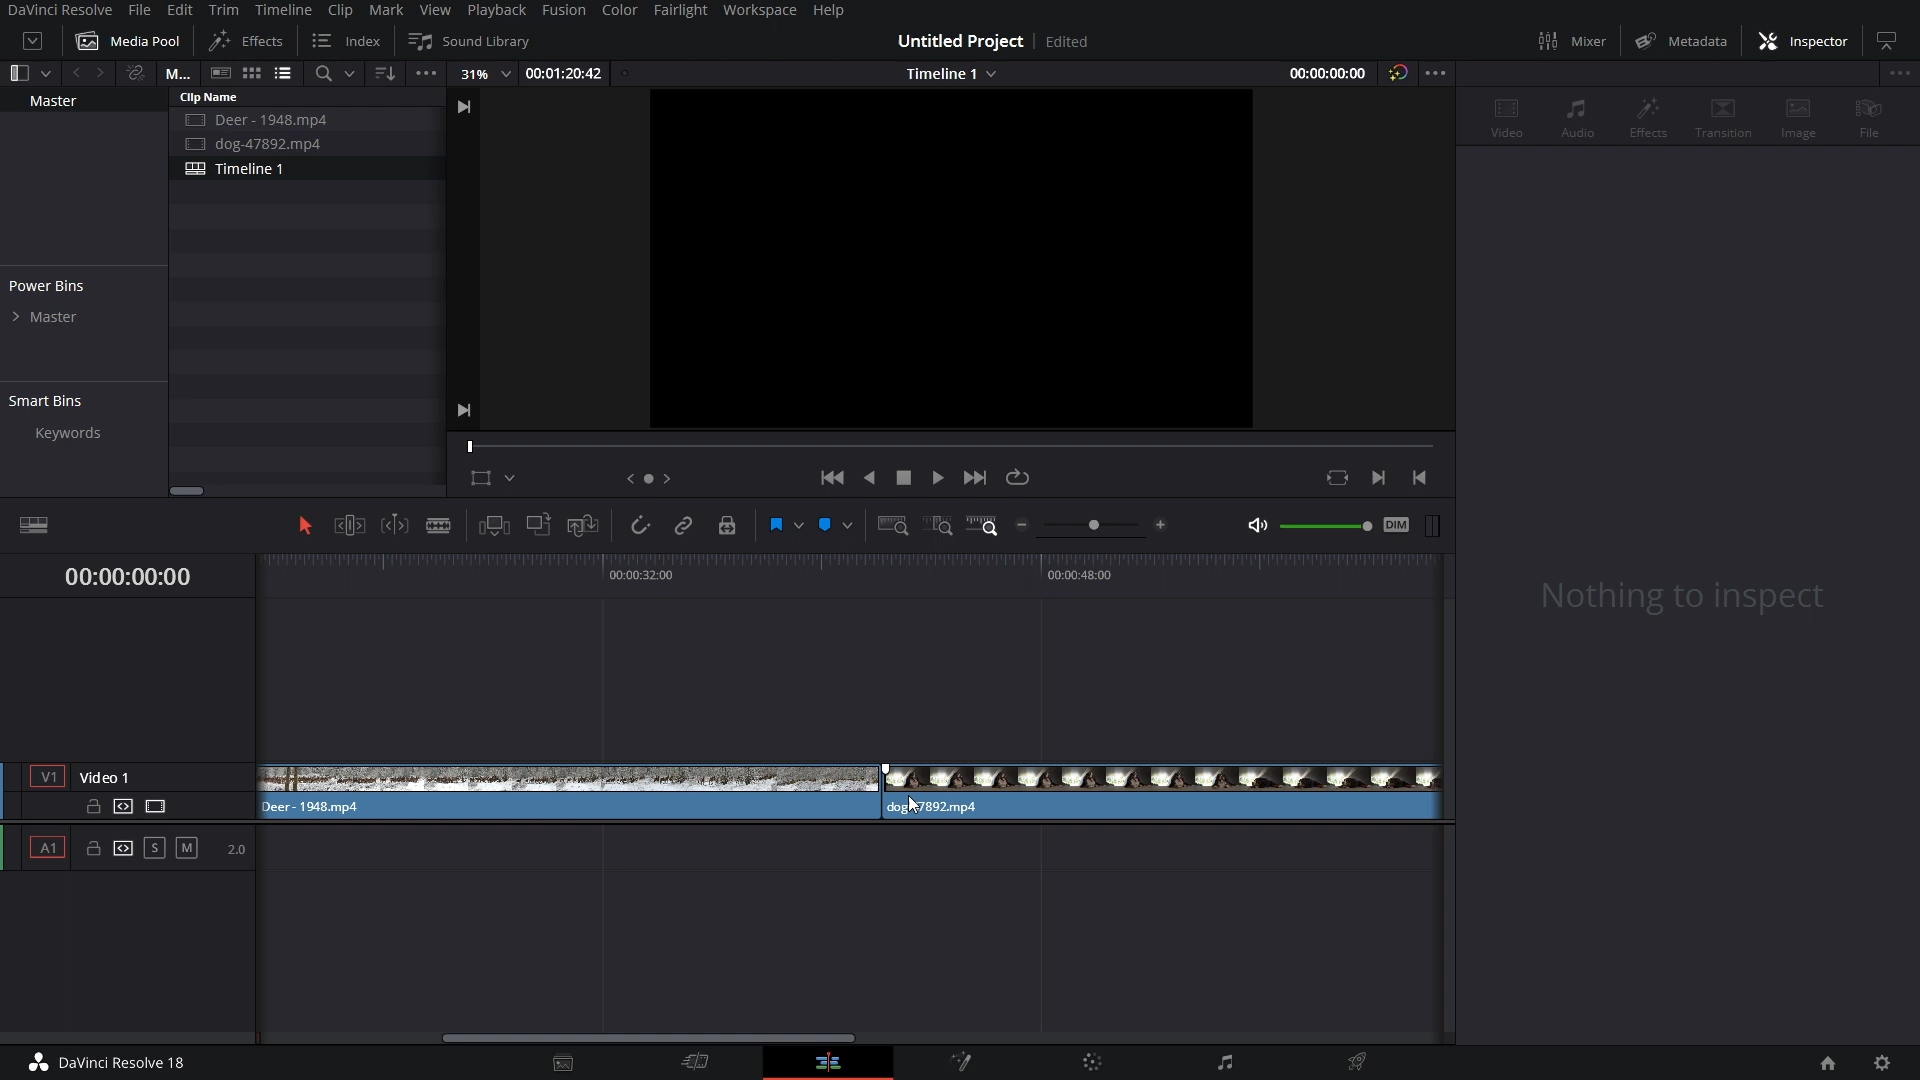 DaVinci Resolve File Edit Trim Timeline Clip Mark View Playback Fusion Color Fairlight Workspace Help
Media Pool Effects Index Sound Library Untitled Project Edited Mixer Metadata Inspector
M... 31% 00:01:20:42 Timeline 1 00:00:00:00
Master Clip Name
Deer - 1948.mp4
dog-47892.mp4
Timeline 1
Video Audio Effects Transition Image File
Power Bins
Master
Smart Bins
Keywords
DIM
00:00:00:00 00:00:32:00 00:00:48:00
Nothing to inspect
V1 Video 1
Deer - 1948.mp4
A1 S M 2.0
DaVinci Resolve 18